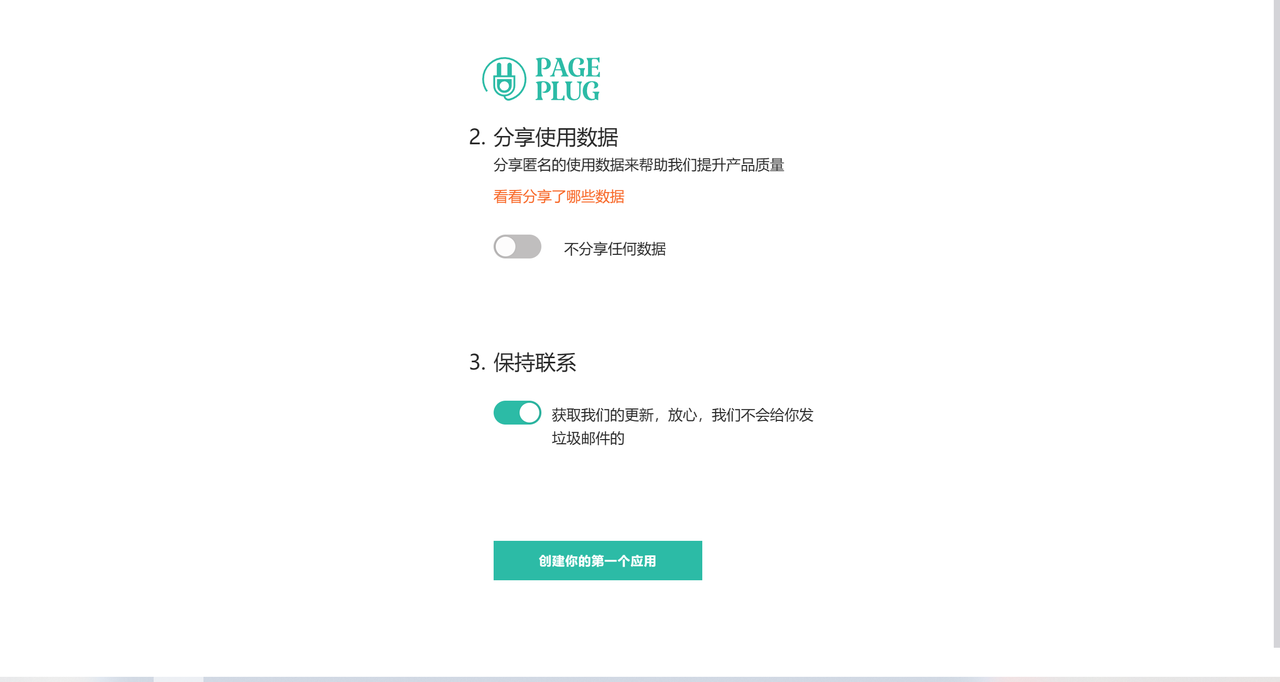 PAGE
PLUG
2. 分享使用数据
分享匿名的使用数据来帮助我们提升产品质量
看看分享了哪些数据
不分享任何数据
3. 保持联系
获取我们的更新，放心，我们不会给你发
垃圾邮件的
创建你的第一个应用